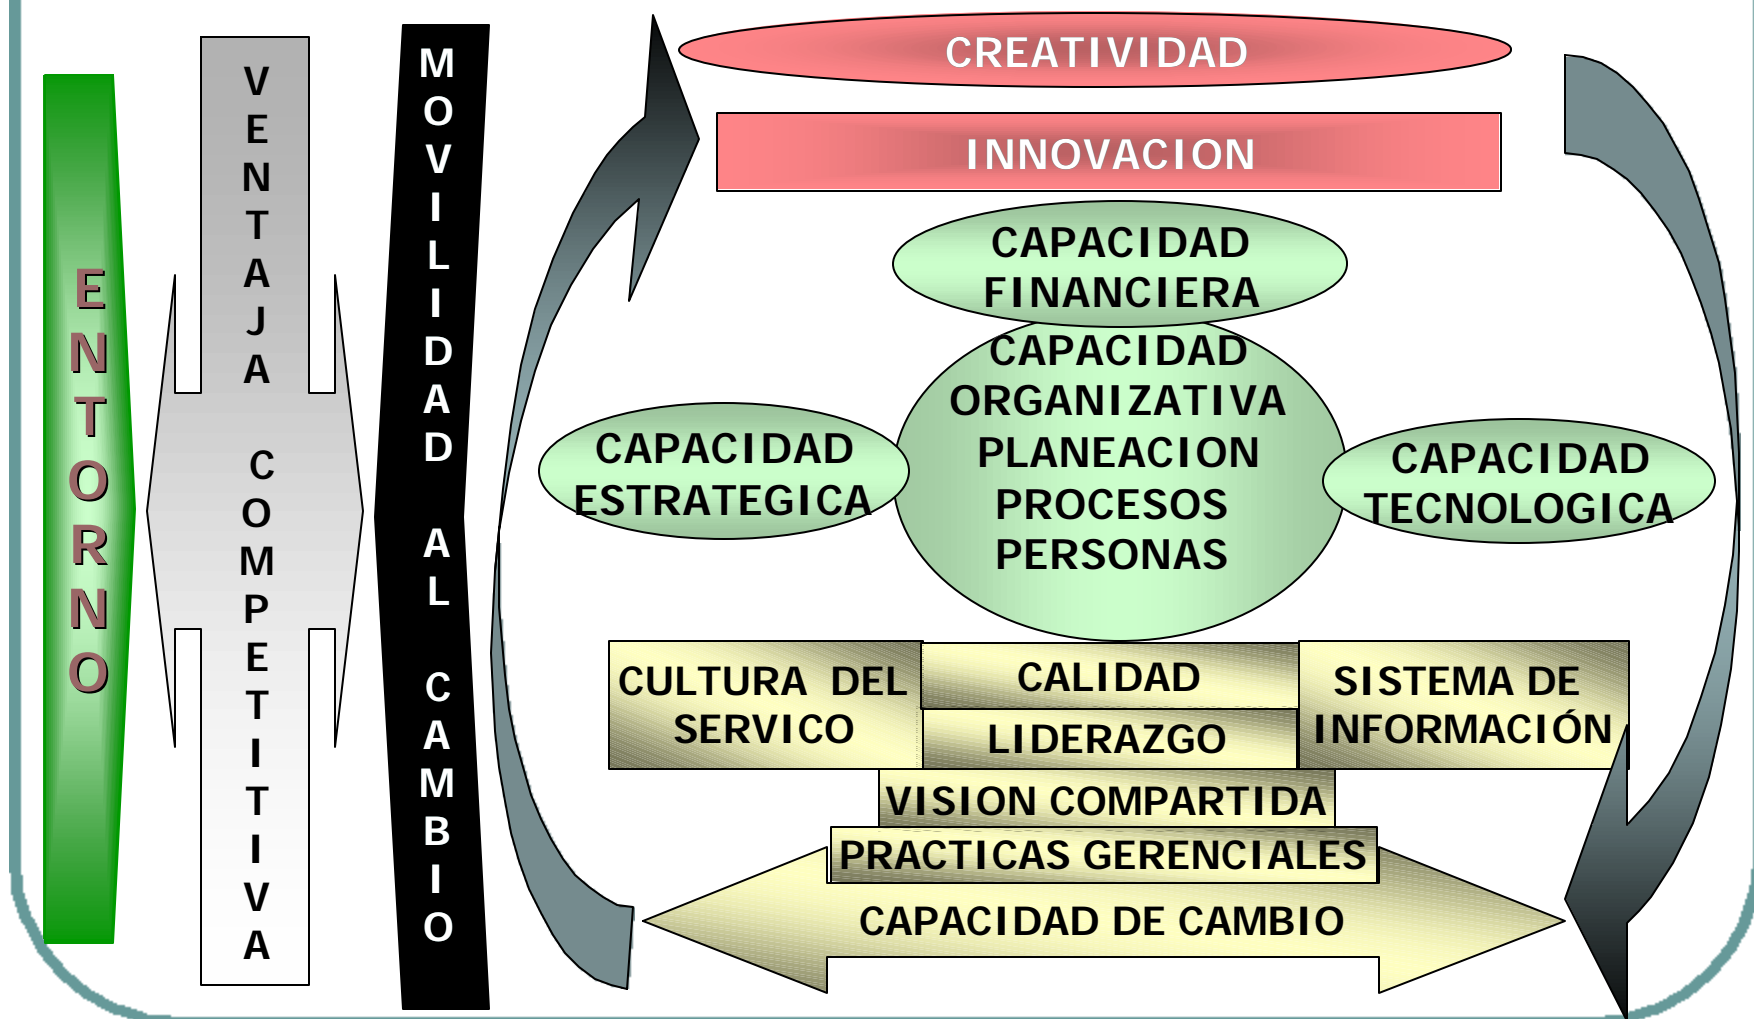 ENTORNO
VENTAJA COMPETITIVA
MOVILIDAD AL CAMBIO
CREATIVIDAD
INNOVACION
CAPACIDAD
FINANCIERA
CAPACIDAD
ORGANIZATIVA
PLANEACION
PROCESOS
PERSONAS
CAPACIDAD
ESTRATEGICA
CAPACIDAD
TECNOLOGICA
CULTURA DEL
SERVICO
CALIDAD
LIDERAZGO
SISTEMA DE
INFORMACIÓN
VISION COMPARTIDA
PRACTICAS GERENCIALES
CAPACIDAD DE CAMBIO